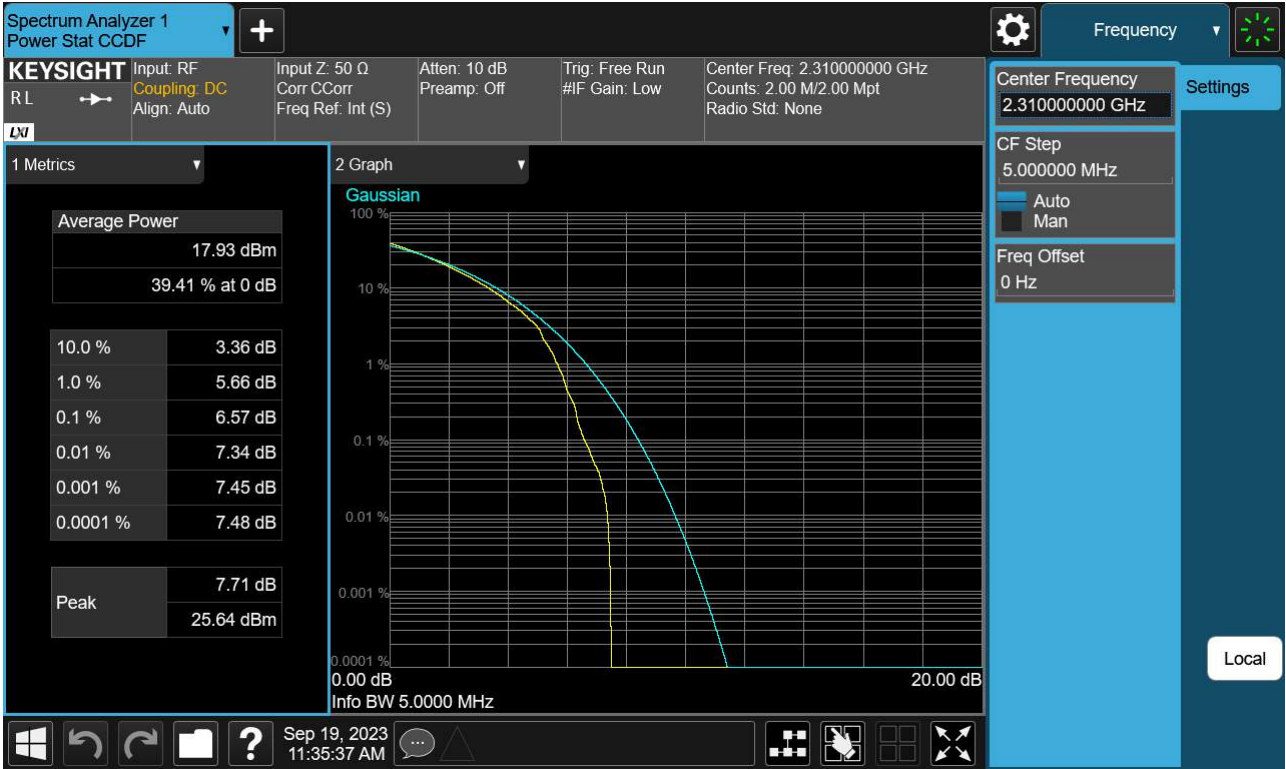 Spectrum Analyzer 1
Power Stat CCDF
+
Frequency
KEYSIGHT
RL
LXI
Input: RF
Coupling: DC
Align: Auto
Input Z: 50 Ω
Corr CCorr
Freq Ref: Int (S)
Atten: 10 dB
Preamp: Off
Trig: Free Run
#IF Gain: Low
Center Freq: 2.310000000 GHz
Counts: 2.00 M/2.00 Mpt
Radio Std: None
Center Frequency
2.310000000 GHz
Settings
CF Step
5.000000 MHz
Auto
Man
Freq Offset
0 Hz
Local
1 Metrics
Average Power
17.93 dBm
39.41 % at 0 dB
10.0 % 3.36 dB
1.0 % 5.66 dB
0.1 % 6.57 dB
0.01 % 7.34 dB
0.001 % 7.45 dB
0.0001 % 7.48 dB
Peak
7.71 dB
25.64 dBm
2 Graph
Gaussian
100 %
10 %
1 %
0.1 %
0.01 %
0.001 %
0.0001 %
0.00 dB 20.00 dB
Info BW 5.0000 MHz
?
Sep 19, 2023
11:35:37 AM